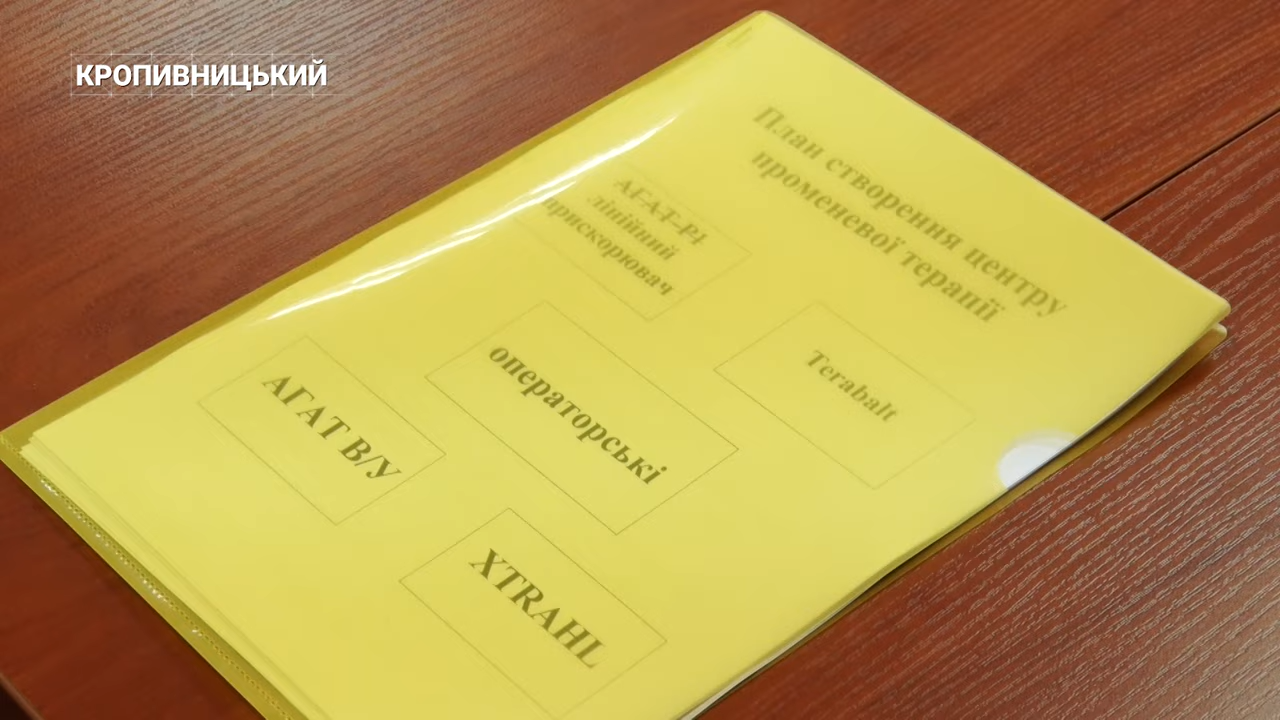 КРОПИВНИЦЬКИЙ
План створення центру
променевої терапії
АГАТ-Р1
лінійний
прискорювач
Terabalt
операторські
АГАТ В/У
XTRAHL